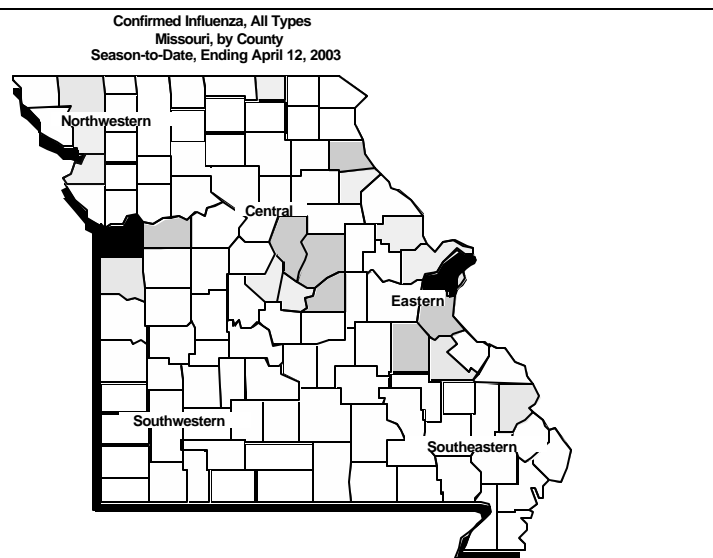 Confirmed Influenza, All Types
Missouri, by County
Season-to-Date, Ending April 12, 2003
Northwestern
Central
Eastern
Southwestern
Southeastern